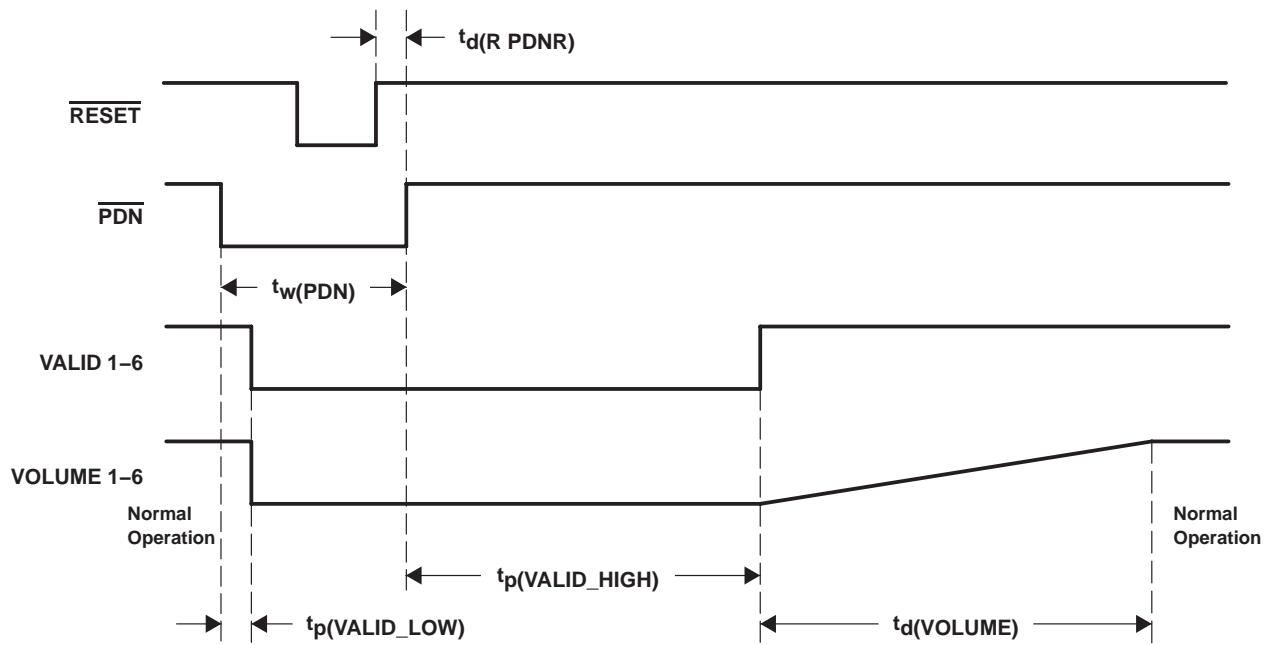 td(R PDNR)
RESET
PDN
tw(PDN)
VALID 1–6
VOLUME 1–6
Normal
Operation
Normal
Operation
tp(VALID_HIGH)
tp(VALID_LOW)
td(VOLUME)